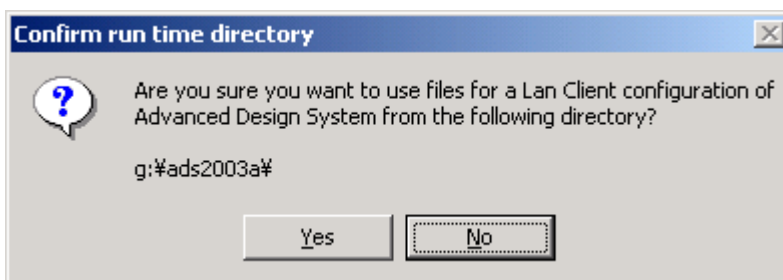 Confirm run time directory
Are you sure you want to use files for a Lan Client configuration of
Advanced Design System from the following directory?
g:¥ads2003a¥
Yes No